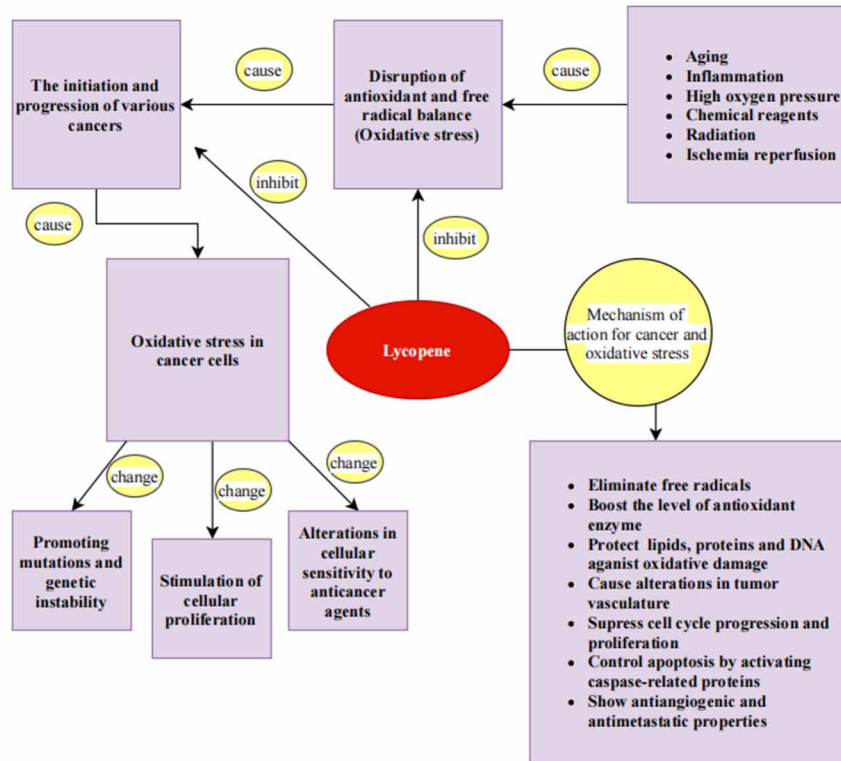 The initiation and
progression of various
cancers
cause
Disruption of
antioxidant and free
radical balance
(Oxidative stress)
cause
• Aging
• Inflammation
• High oxygen pressure
• Chemical reagents
• Radiation
• Ischemia reperfusion
inhibit
cause
inhibit
Oxidative stress in
cancer cells
Lycopene
Mechanism of
action for cancer and
oxidative stress
change
change
change
Promoting
mutations and
genetic
instability
Stimulation of
cellular
proliferation
Alterations in
cellular
sensitivity to
anticancer
agents
• Eliminate free radicals
• Boost the level of antioxidant
enzyme
• Protect lipids, proteins and DNA
aganist oxidative damage
• Cause alterations in tumor
vasculature
• Supress cell cycle progression and
proliferation
• Control apoptosis by activating
caspase-related proteins
• Show antiangiogenic and
antimetastatic properties